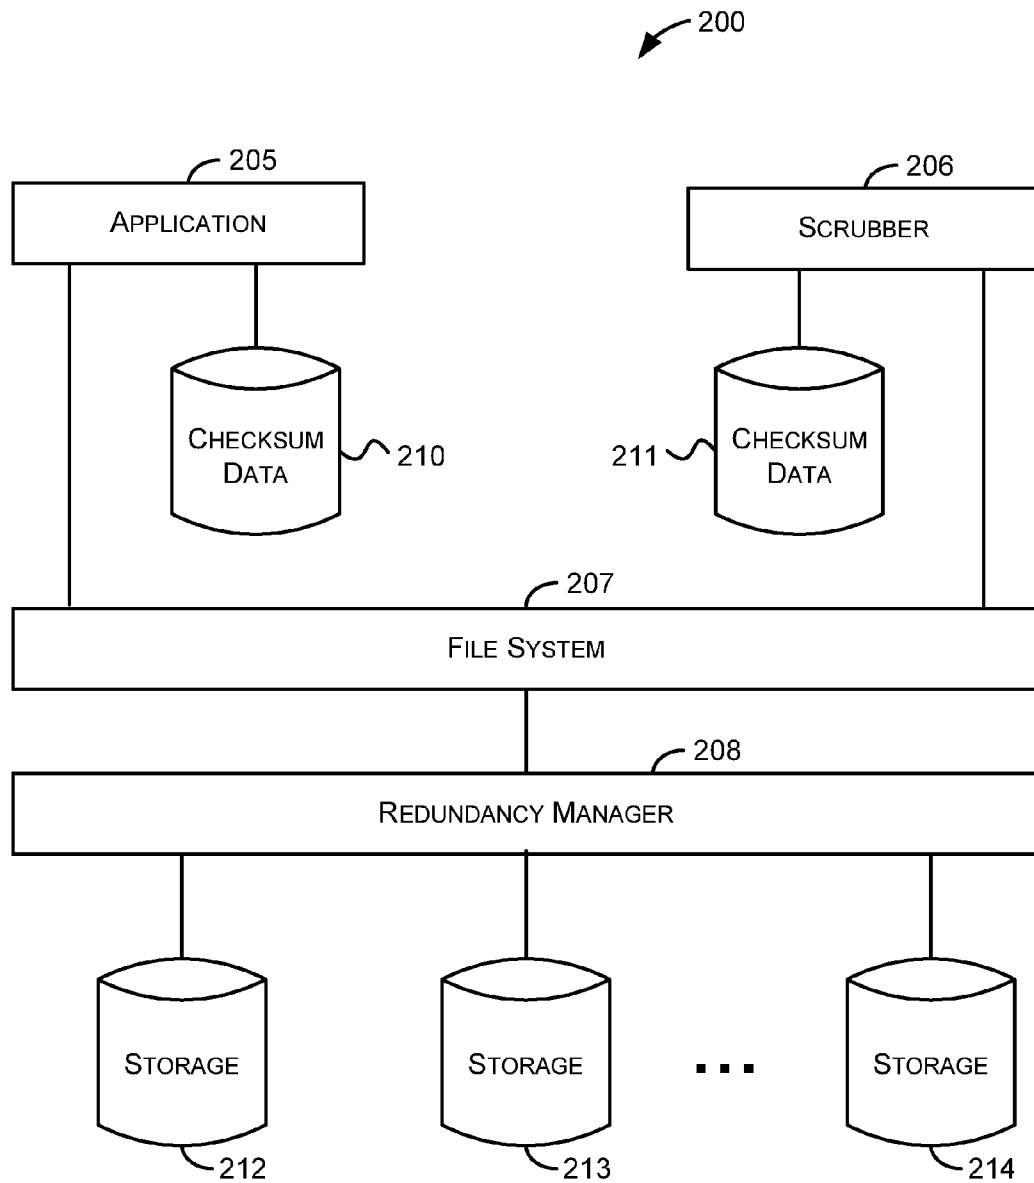 200
205
206
APPLICATION
SCRUBBER
CHECKSUM
DATA
210
211
CHECKSUM
DATA
207
FILE SYSTEM
208
REDUNDANCY MANAGER
STORAGE
STORAGE
...
STORAGE
212
213
214